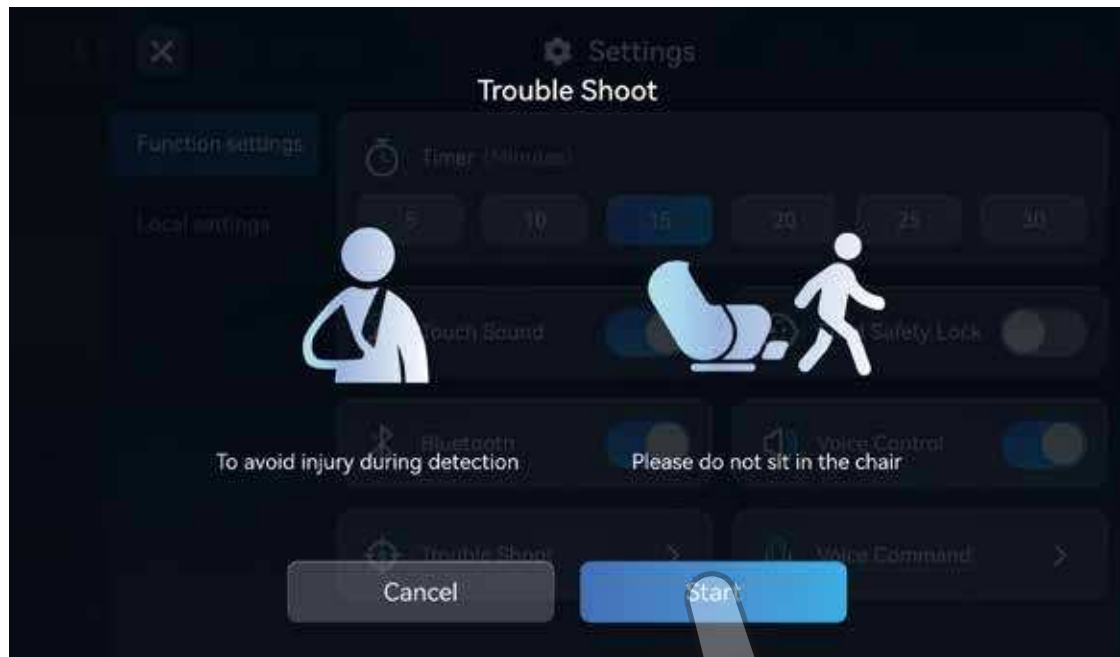 Settings
Trouble Shoot
Function settings
Timer (Minutes)
Local settings
5 10 15 20 25 30
Touch Sound
Safety Lock
Bluetooth
Voice Control
To avoid injury during detection
Please do not sit in the chair
Trouble Shoot
Voice Command
Cancel
Start